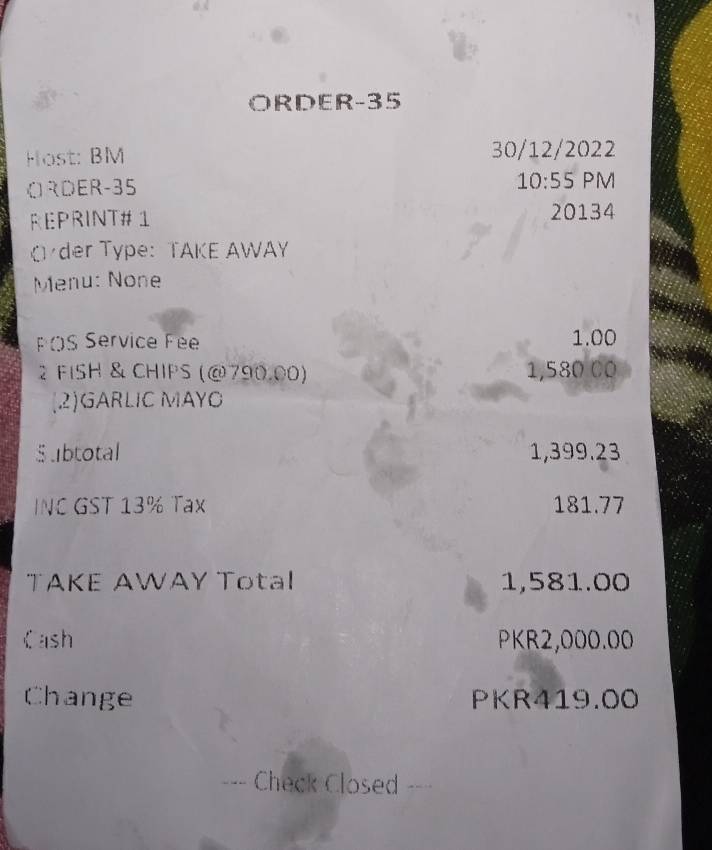 ORDER-35
Host: BM 30/12/2022
ORDER-35 10:55 PM
REPRINT# 1 20134
Order Type: TAKE AWAY
Menu: None
POS Service Fee 1.00
2 FISH & CHIPS (@790.00) 1,580.00
(2)GARLIC MAYO
Subtotal 1,399.23
INC GST 13% Tax 181.77
TAKE AWAY Total 1,581.00
Cash PKR2,000.00
Change PKR419.00
--- Check Closed ---